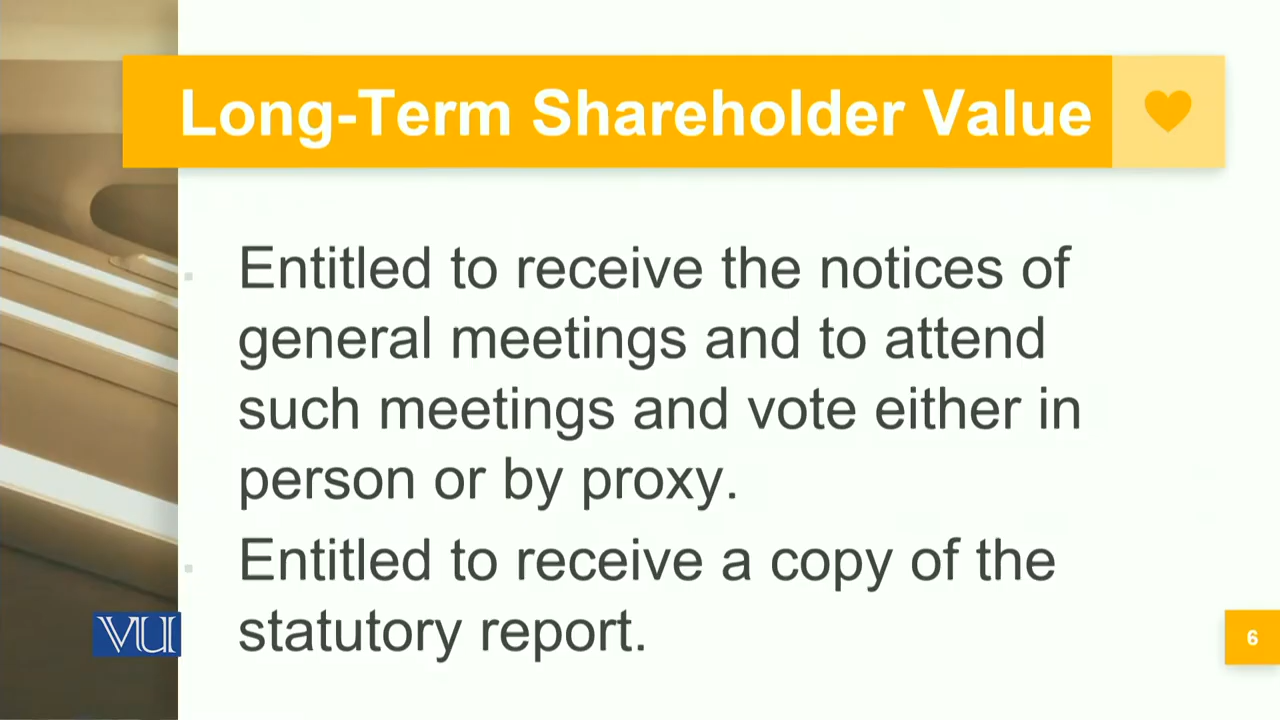 Long-Term Shareholder Value
Entitled to receive the notices of
general meetings and to attend
such meetings and vote either in
person or by proxy.
Entitled to receive a copy of the
statutory report.
VU
6